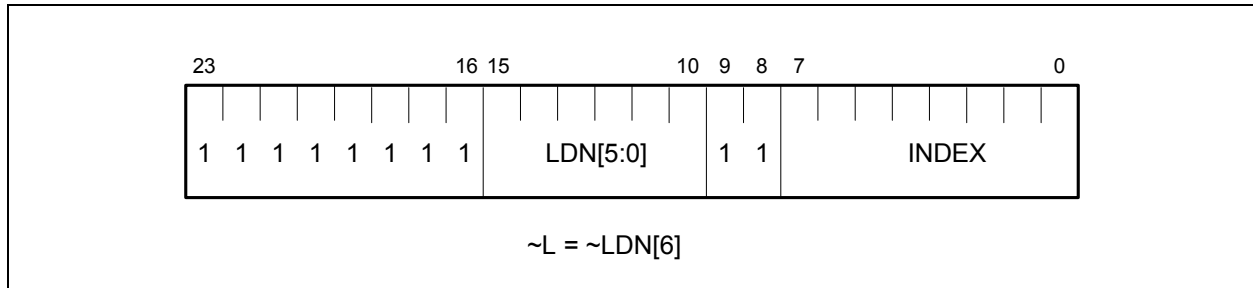 23 16 15 10 9 8 7 0
1 1 1 1 1 1 1 1 LDN[5:0] 1 1 INDEX
~L = ~LDN[6]